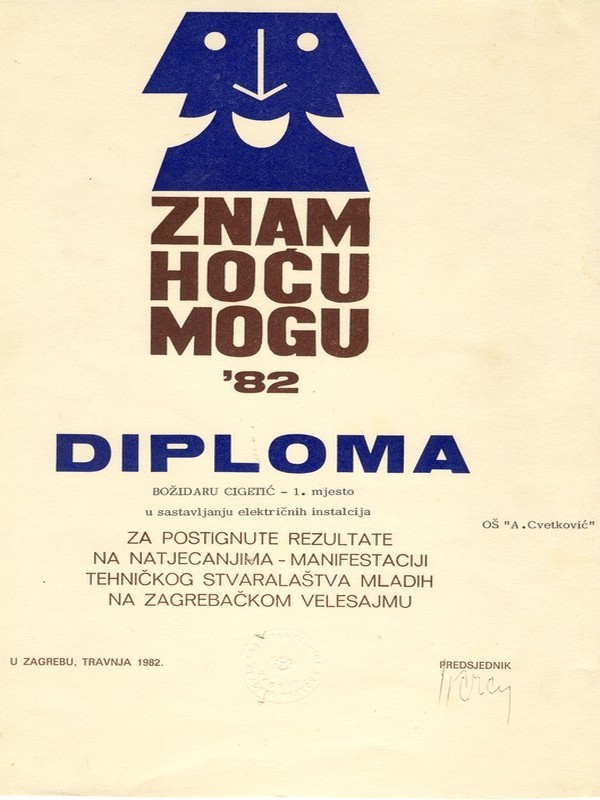 ZNAM
HOĆU
MOGU
'82
DIPLOMA
BOŽIDARU CIGETIĆ - 1. mjesto
u sastavljanju električnih instalcija
OŠ "A.Cvetković"
ZA POSTIGNUTE REZULTATE
NA NATJECANJIMA - MANIFESTACIJI
TEHNIČKOG STVARALAŠTVA MLADIH
NA ZAGREBAČKOM VELESAJMU
U ZAGREBU, TRAVNJA 1982.
PREDSJEDNIK